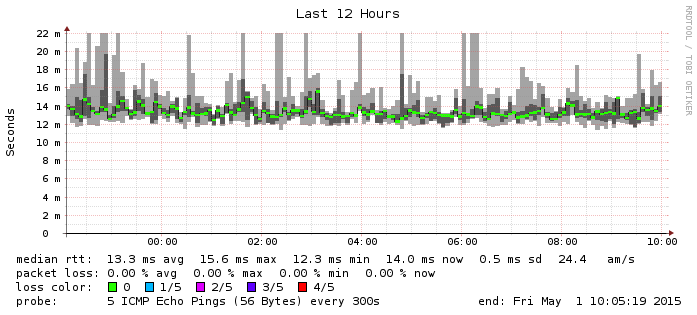 Last 12 Hours
RRDTOOL / TOBI OETIKER
Seconds
22 m
20 m
18 m
16 m
14 m
12 m
10 m
8 m
6 m
4 m
2 m
0
00:00 02:00 04:00 06:00 08:00 10:00
median rtt: 13.3 ms avg 15.6 ms max 12.3 ms min 14.0 ms now 0.5 ms sd 24.4 am/s
packet loss: 0.00 % avg 0.00 % max 0.00 % min 0.00 % now
loss color: 0 1/5 2/5 3/5 4/5
probe: 5 ICMP Echo Pings (56 Bytes) every 300s end: Fri May 1 10:05:19 2015